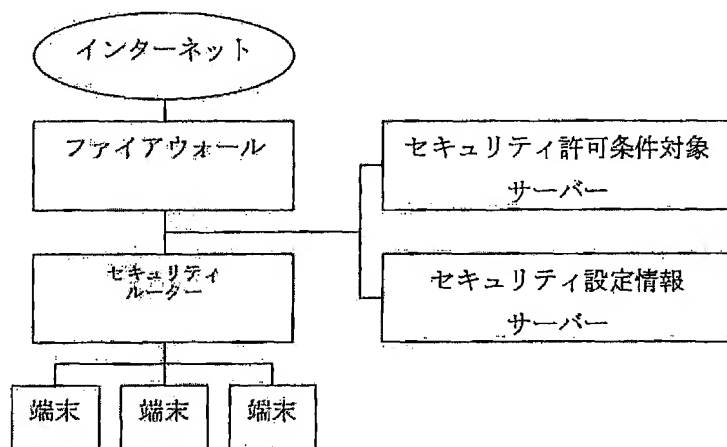 インターネット
ファイアウォール
セキュリティ許可条件対象
サーバー
セキュリティ
ルーター
セキュリティ設定情報
サーバー
端末
端末
端末